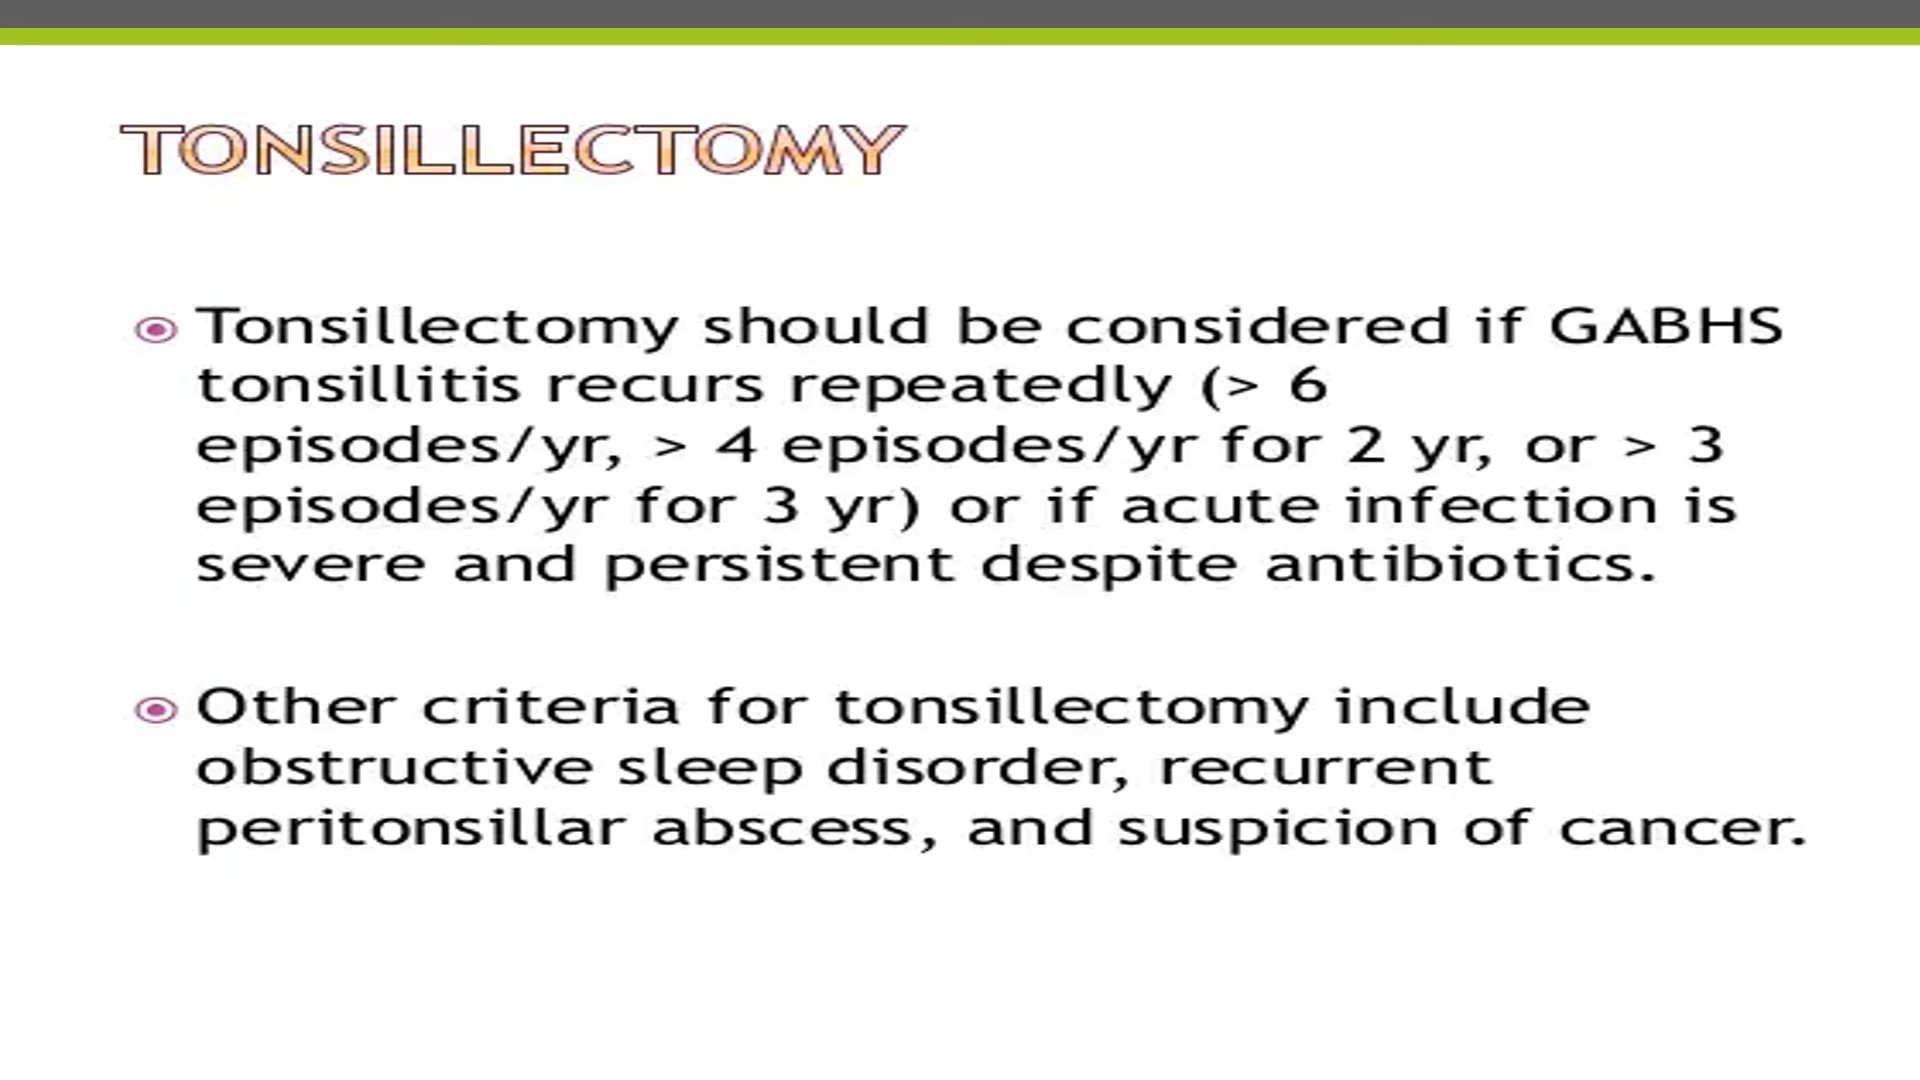 TONSILLECTOMY
Tonsillectomy should be considered if GABHS
tonsillitis recurs repeatedly (> 6
episodes/yr, > 4 episodes/yr for 2 yr, or > 3
episodes/yr for 3 yr) or if acute infection is
severe and persistent despite antibiotics.
Other criteria for tonsillectomy include
obstructive sleep disorder, recurrent
peritonsillar abscess, and suspicion of cancer.